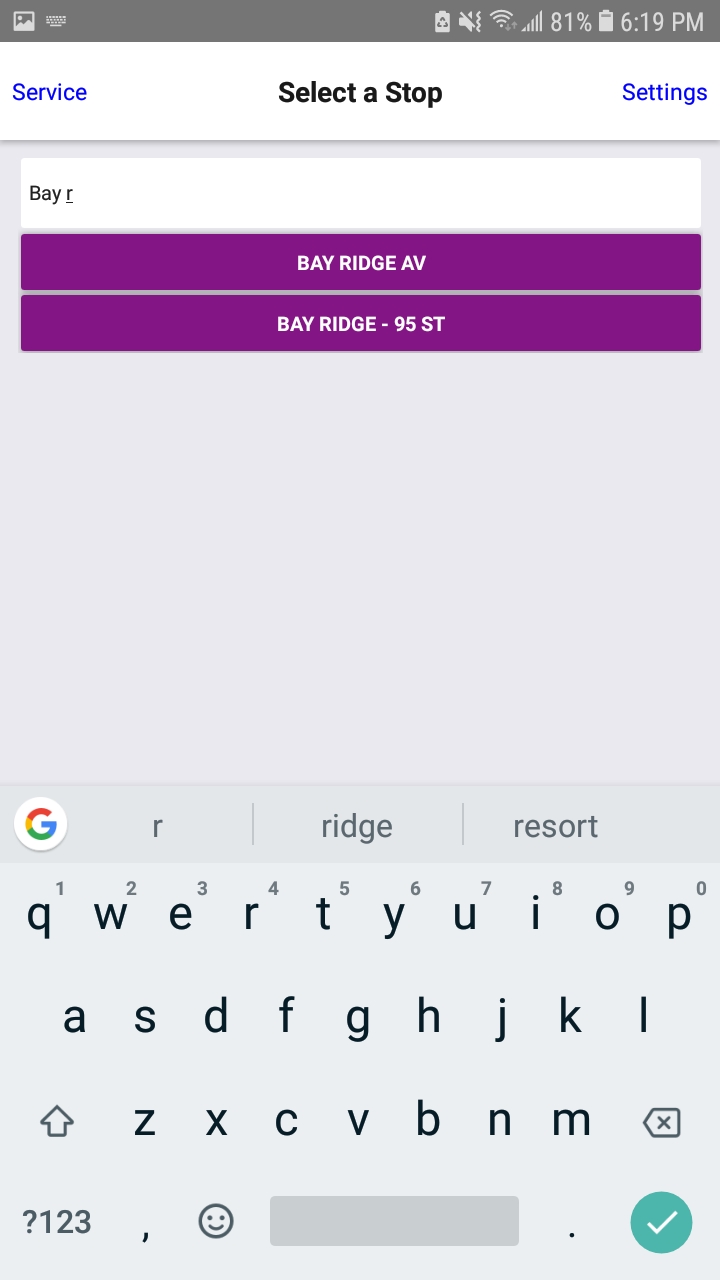 81% 6:19 PM
Service Select a Stop Settings
Bay r
BAY RIDGE AV
BAY RIDGE - 95 ST
G r ridge resort
1 2 3 4 5 6 7 8 9 0
q w e r t y u i o p
a s d f g h j k l
z x c v b n m
?123 , .